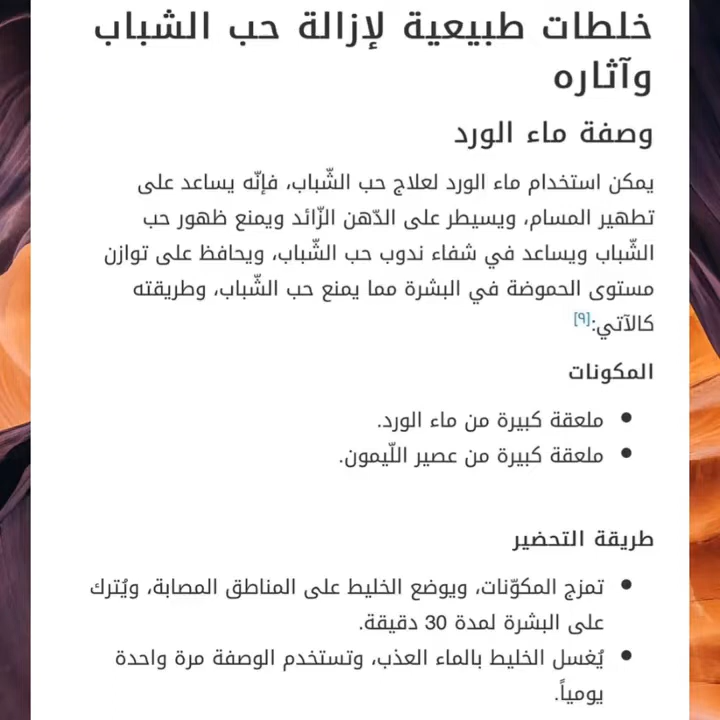 خلطات طبيعية لإزالة حب الشباب
وآثاره
وصفة ماء الورد
يمكن استخدام ماء الورد لعلاج حب الشّباب، فإنّه يساعد على
تطهير المسام، ويسيطر على الدّهن الزّائد ويمنع ظهور حب
الشّباب ويساعد في شفاء ندوب حب الشّباب، ويحافظ على توازن
مستوى الحموضة في البشرة مما يمنع حب الشّباب، وطريقته
كالآتي:[٩]
المكونات
● ملعقة كبيرة من ماء الورد.
● ملعقة كبيرة من عصير اللّيمون.
طريقة التحضير
● تمزج المكوّنات، ويوضع الخليط على المناطق المصابة، ويُترك
على البشرة لمدة 30 دقيقة.
● يُغسل الخليط بالماء العذب، وتستخدم الوصفة مرة واحدة
يومياً.